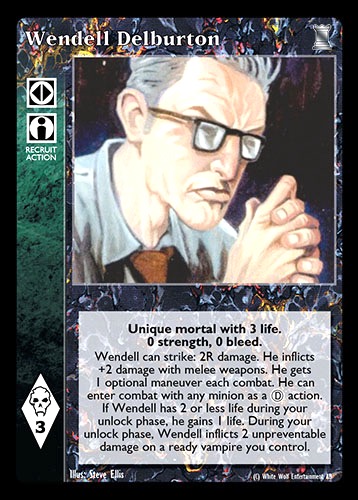 Wendell Delburton
RECRUIT
ACTION
Unique mortal with 3 life.
0 strength, 0 bleed.
Wendell can strike: 2R damage. He inflicts
+2 damage with melee weapons. He gets
1 optional maneuver each combat. He can
enter combat with any minion as a Ⓓ action.
If Wendell has 2 or less life during your
unlock phase, he gains 1 life. During your
unlock phase, Wendell inflicts 2 unpreventable
damage on a ready vampire you control.
3
Illus: Steve Ellis
(C) White Wolf Entertainment AB